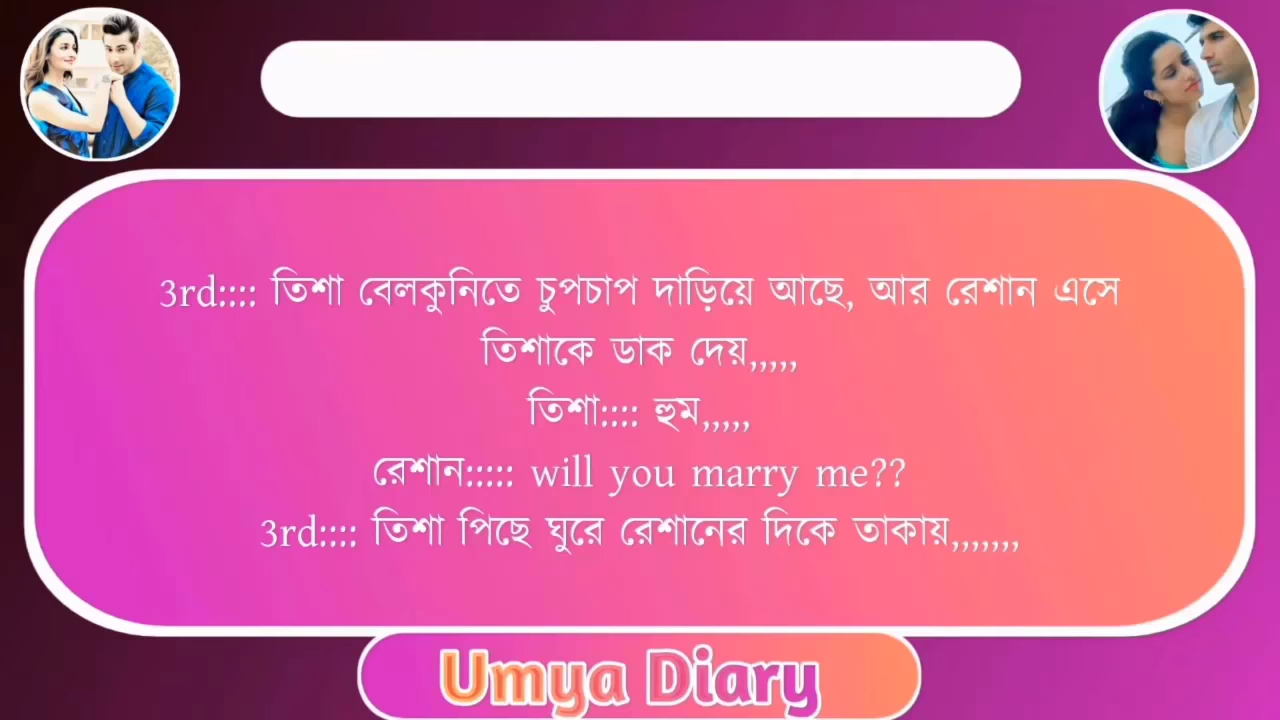 3rd:::: তিশা বেলকুনিতে চুপচাপ দাড়িয়ে আছে, আর রেশান এসে
তিশাকে ডাক দেয়,,,,,
তিশা:::: হুম,,,,,
রেশান::::: will you marry me??
3rd:::: তিশা পিছে ঘুরে রেশানের দিকে তাকায়,,,,,,,
Umya Diary